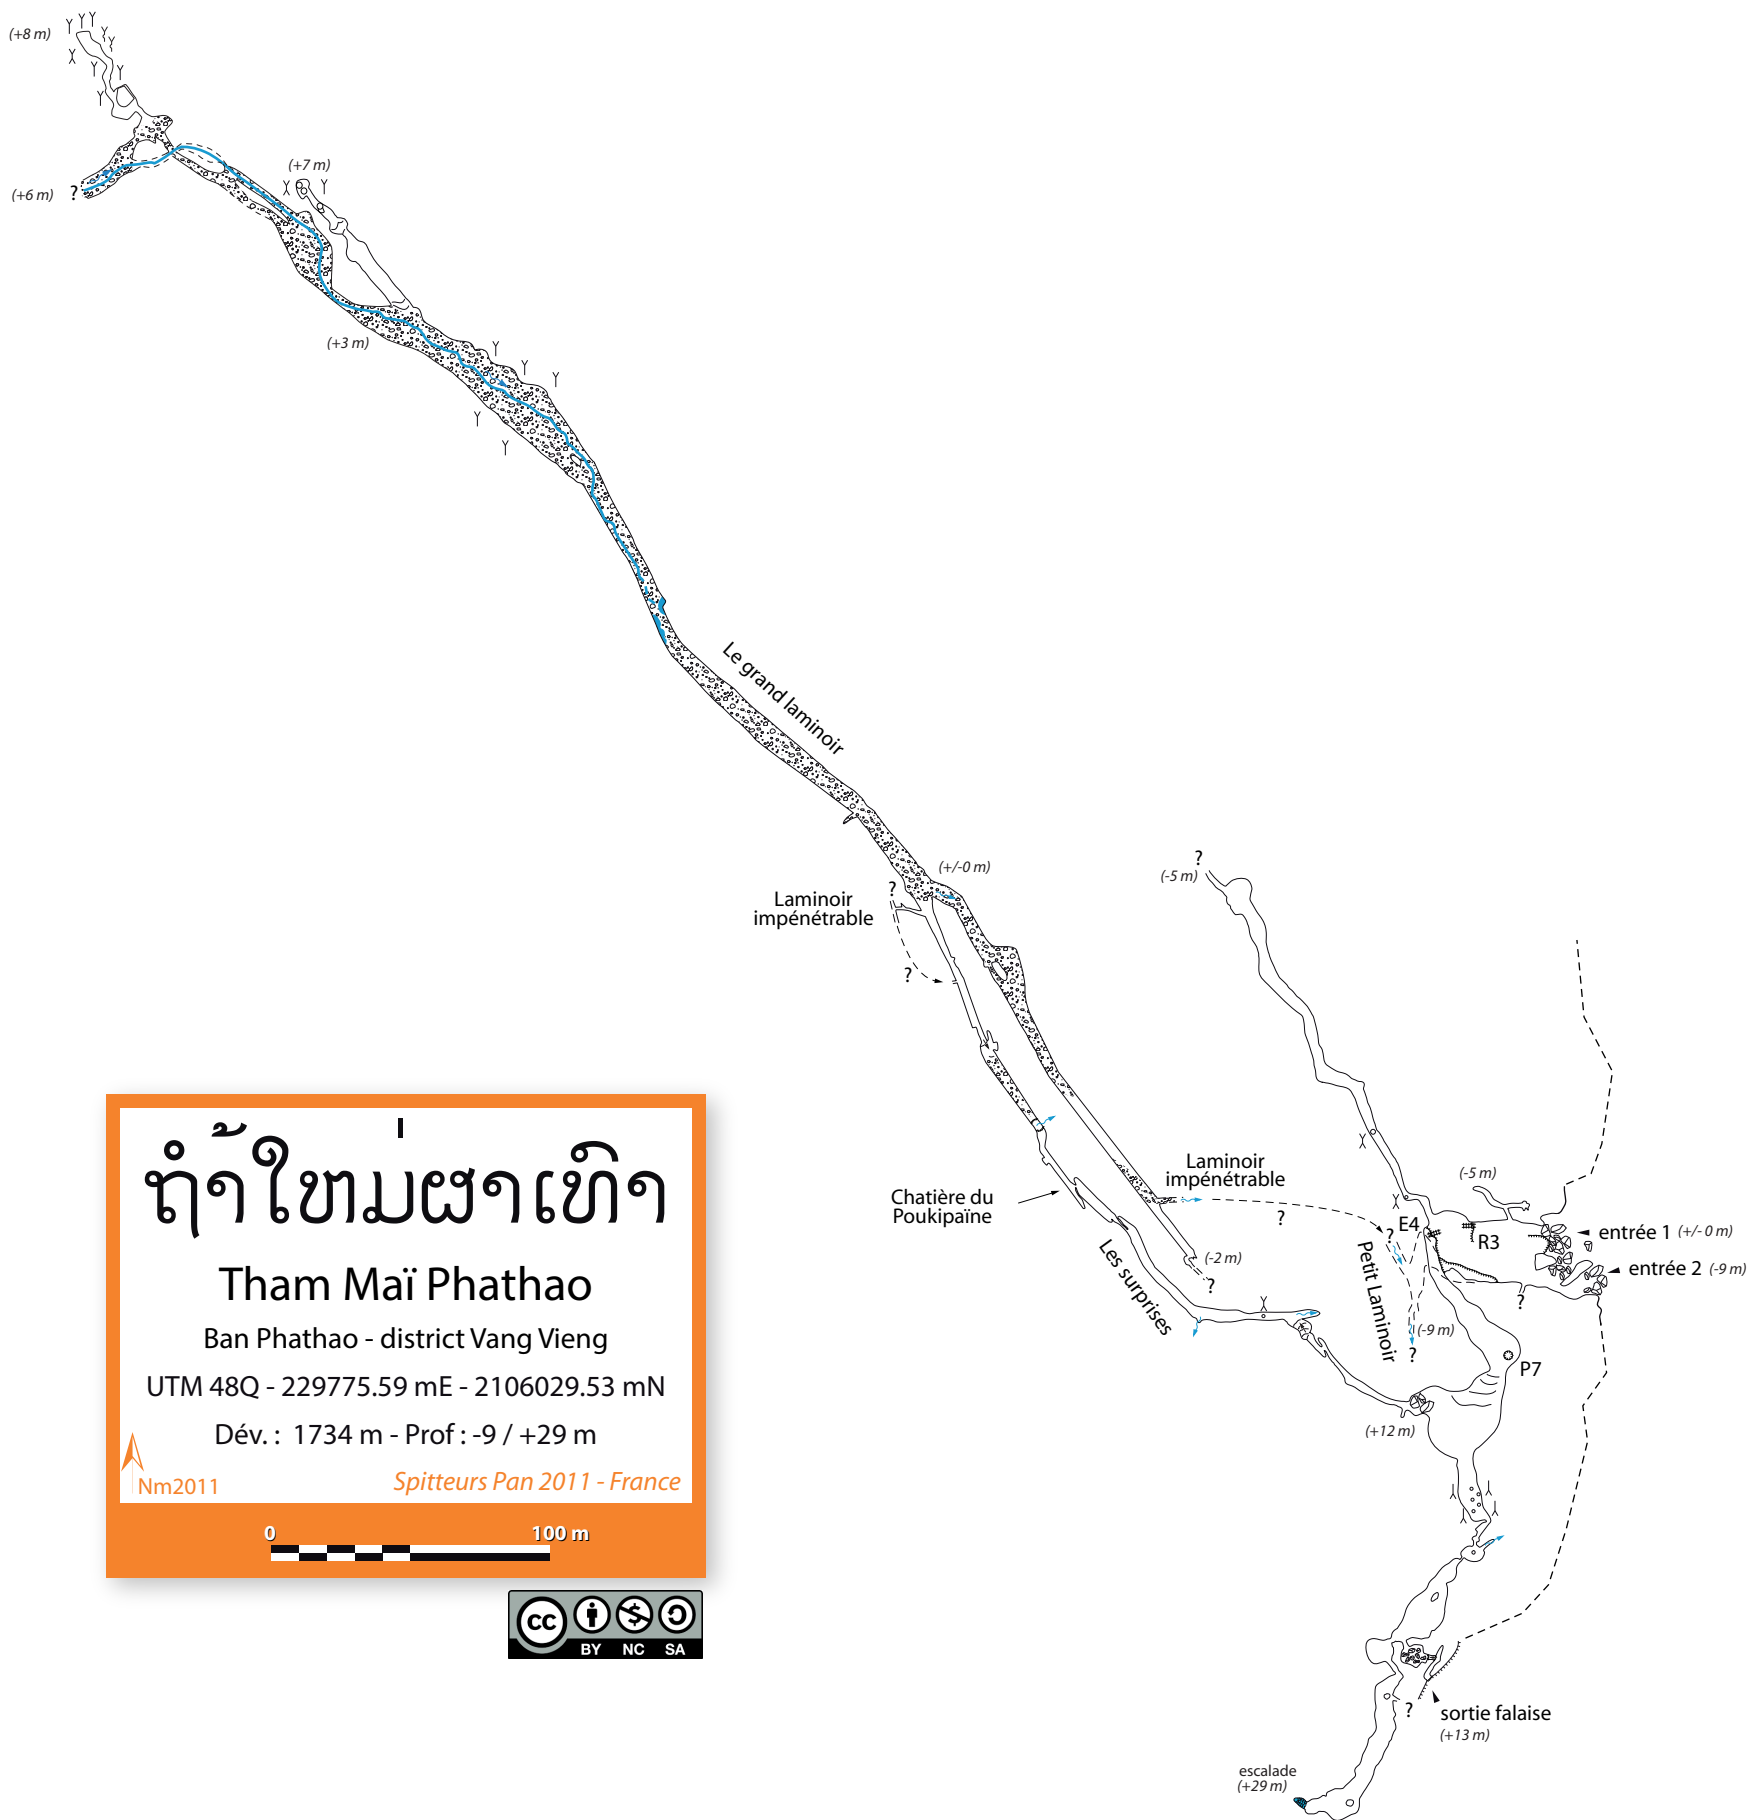 (+8 m)
(+6 m) ?
(+7 m)
(+3 m)
Le grand laminoir
(+/-0 m)
?
Laminoir
impénétrable
?
?
(-5 m)
Laminoir
impénétrable
?
Chatière du
Poukipaïne
Les surprises
(-2 m)
?
(-5 m)
E4
R3
?
Petit Laminoir
(-9 m)
?
entrée 1 (+/- 0 m)
entrée 2 (-9 m)
?
P7
(+12 m)
?
sortie falaise
(+13 m)
escalade
(+29 m)
ຖ້ຳໃຫມ່ຜາເທົາ
Tham Maï Phathao
Ban Phathao - district Vang Vieng
UTM 48Q - 229775.59 mE - 2106029.53 mN
Dév. : 1734 m - Prof : -9 / +29 m
Nm2011
Spitteurs Pan 2011 - France
0 100 m
cc
BY NC SA